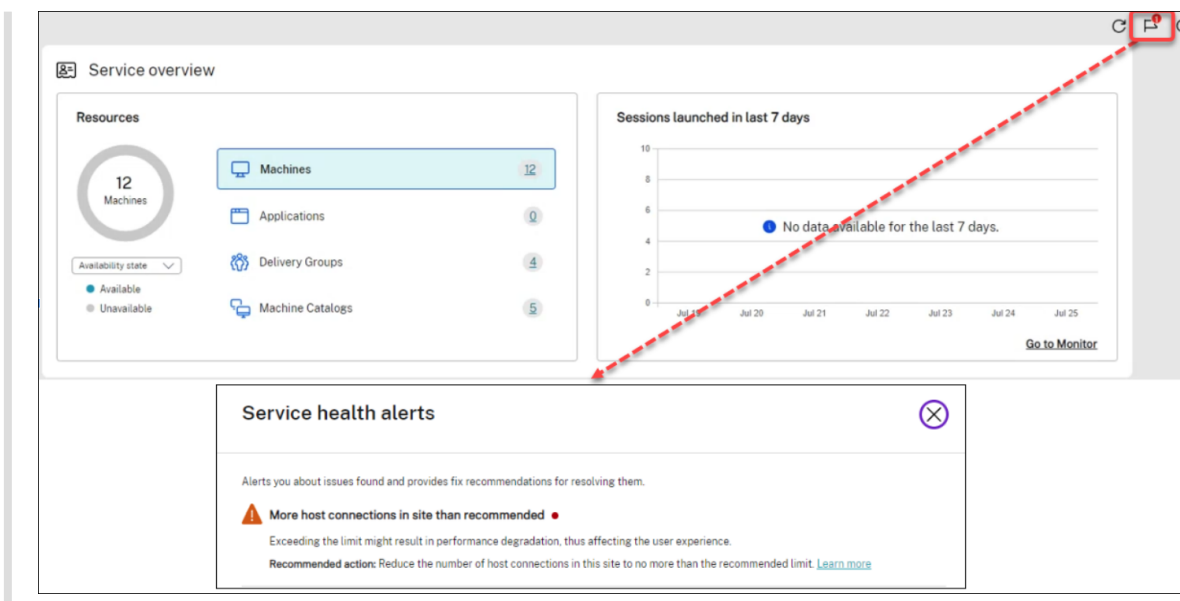 1
Service overview
Resources
12
Machines
Availability state
Available
Unavailable
Machines 12
Applications 0
Delivery Groups 4
Machine Catalogs 5
Sessions launched in last 7 days
10
8
6
4
2
0
No data available for the last 7 days.
Jul 19 Jul 20 Jul 21 Jul 22 Jul 23 Jul 24 Jul 25
Go to Monitor
Service health alerts
Alerts you about issues found and provides fix recommendations for resolving them.
More host connections in site than recommended
Exceeding the limit might result in performance degradation, thus affecting the user experience.
Recommended action: Reduce the number of host connections in this site to no more than the recommended limit. Learn more